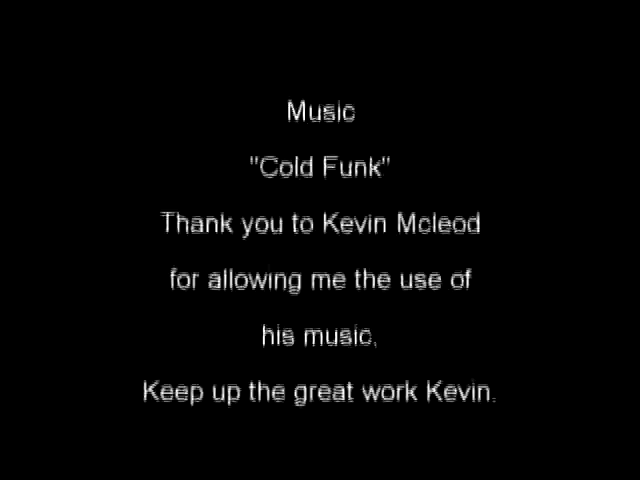 Music
"Cold Funk"
Thank you to Kevin Mcleod
for allowing me the use of
his music.
Keep up the great work Kevin.